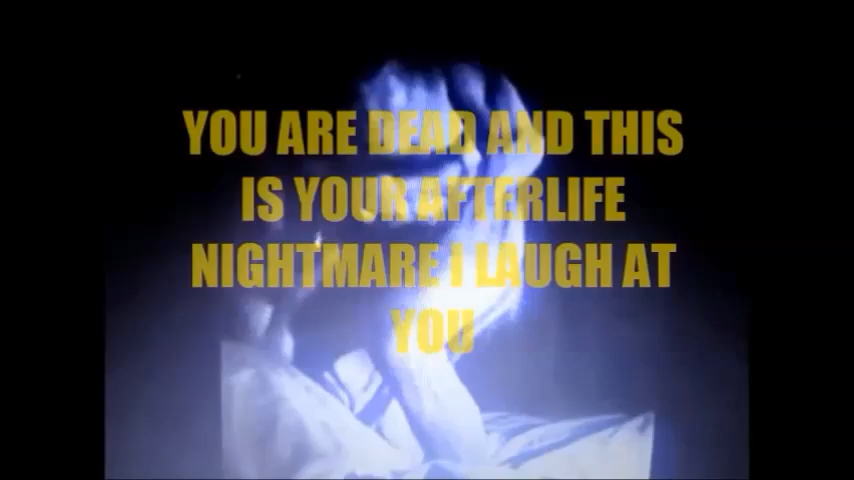 YOU ARE DEAD AND THIS
IS YOUR AFTERLIFE
NIGHTMARE I LAUGH AT
YOU